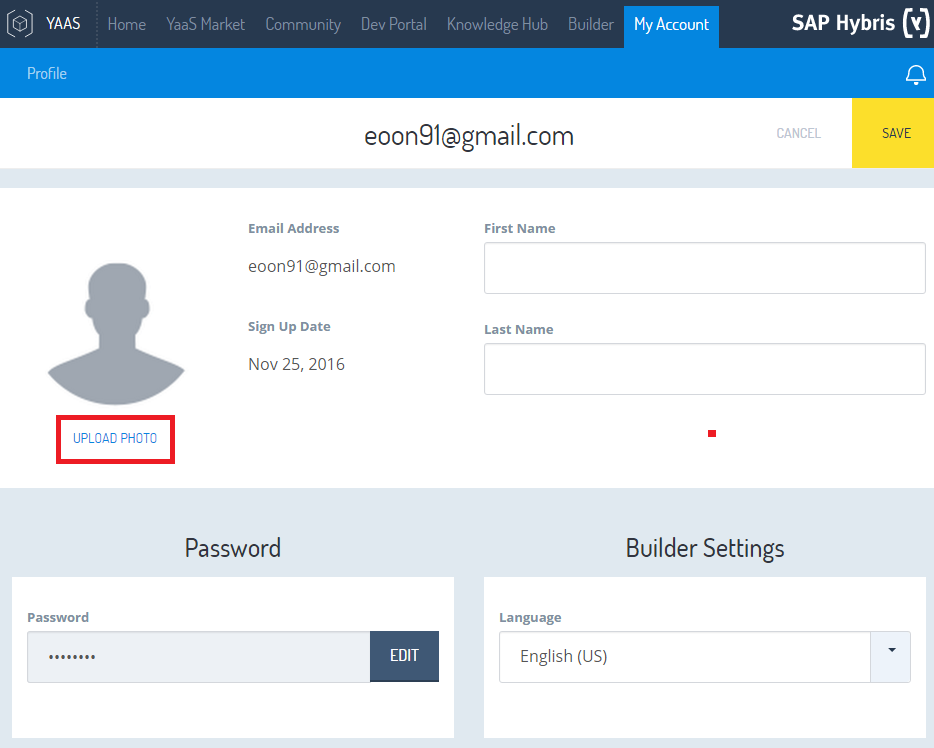 YAAS Home YaaS Market Community Dev Portal Knowledge Hub Builder My Account SAP Hybris (Y)
Profile
eoon91@gmail.com CANCEL SAVE
Email Address First Name
eoon91@gmail.com
Sign Up Date Last Name
Nov 25, 2016
UPLOAD PHOTO
Password Builder Settings
Password Language
•••••••• EDIT English (US)